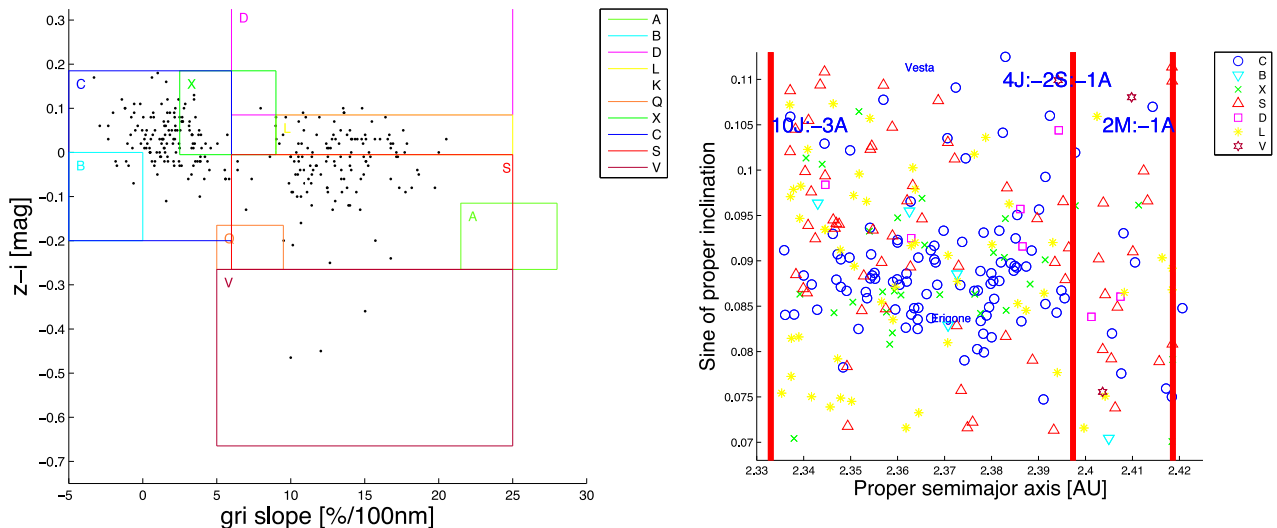 0.3
0.2
0.1
0
−0.1
−0.2
−0.3
−0.4
−0.5
−0.6
−0.7
−5
0
5
10
15
20
25
30
z−i [mag]
gri slope [%/100nm]
D
C
X
L
B
S
A
Q
V
A
B
D
L
K
Q
X
C
S
V
0.11
0.105
0.1
0.095
0.09
0.085
0.08
0.075
0.07
2.33
2.34
2.35
2.36
2.37
2.38
2.39
2.4
2.41
2.42
Sine of proper inclination
Proper semimajor axis [AU]
Vesta
4J:−2S:−1A
10J:−3A
2M:−1A
Erigone
C
B
X
S
D
L
V